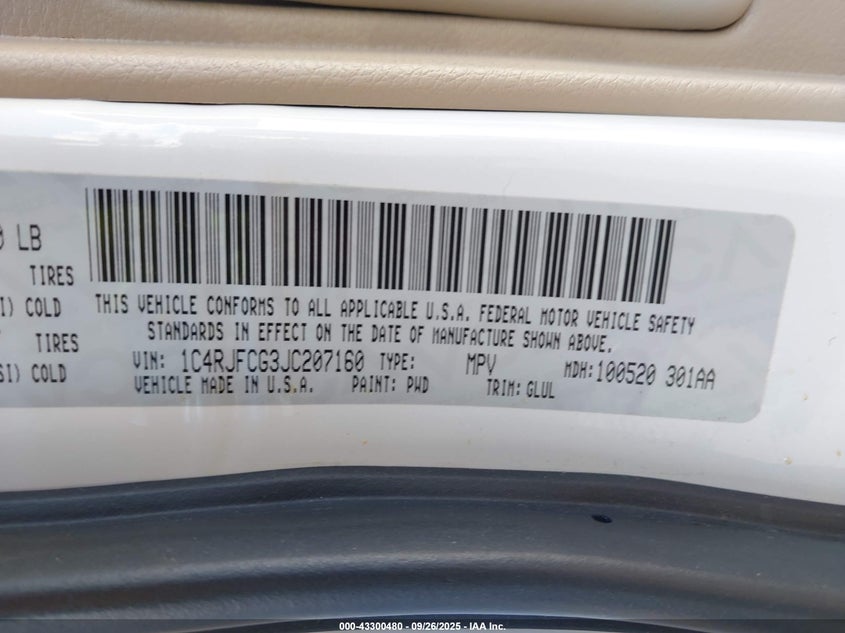 0 LB
TIRES
I) COLD
TIRES
SI) COLD
THIS VEHICLE CONFORMS TO ALL APPLICABLE U.S.A. FEDERAL MOTOR VEHICLE SAFETY
STANDARDS IN EFFECT ON THE DATE OF MANUFACTURE SHOWN ABOVE.
VIN: 1C4RJFCG3JC207160 TYPE: MPV MDH:100520 301AA
VEHICLE MADE IN U.S.A. PAINT: PWD TRIM: GLUL
000-43300480 - 09/26/2025 - IAA Inc.